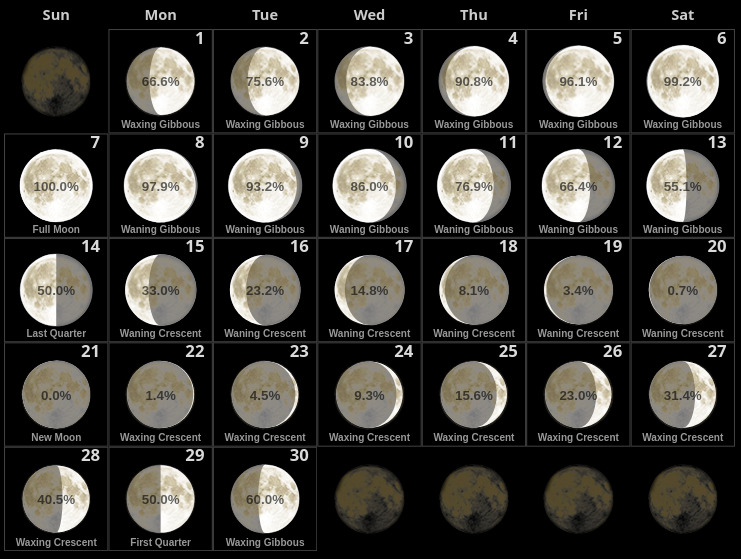 Sun Mon Tue Wed Thu Fri Sat
1 2 3 4 5 6
66.6% 75.6% 83.8% 90.8% 96.1% 99.2%
Waxing Gibbous Waxing Gibbous Waxing Gibbous Waxing Gibbous Waxing Gibbous Waxing Gibbous
7 8 9 10 11 12 13
100.0% 97.9% 93.2% 86.0% 76.9% 66.4% 55.1%
Full Moon Waning Gibbous Waning Gibbous Waning Gibbous Waning Gibbous Waning Gibbous Waning Gibbous
14 15 16 17 18 19 20
50.0% 33.0% 23.2% 14.8% 8.1% 3.4% 0.7%
Last Quarter Waning Crescent Waning Crescent Waning Crescent Waning Crescent Waning Crescent Waning Crescent
21 22 23 24 25 26 27
0.0% 1.4% 4.5% 9.3% 15.6% 23.0% 31.4%
New Moon Waxing Crescent Waxing Crescent Waxing Crescent Waxing Crescent Waxing Crescent Waxing Crescent
28 29 30
40.5% 50.0% 60.0%
Waxing Crescent First Quarter Waxing Gibbous